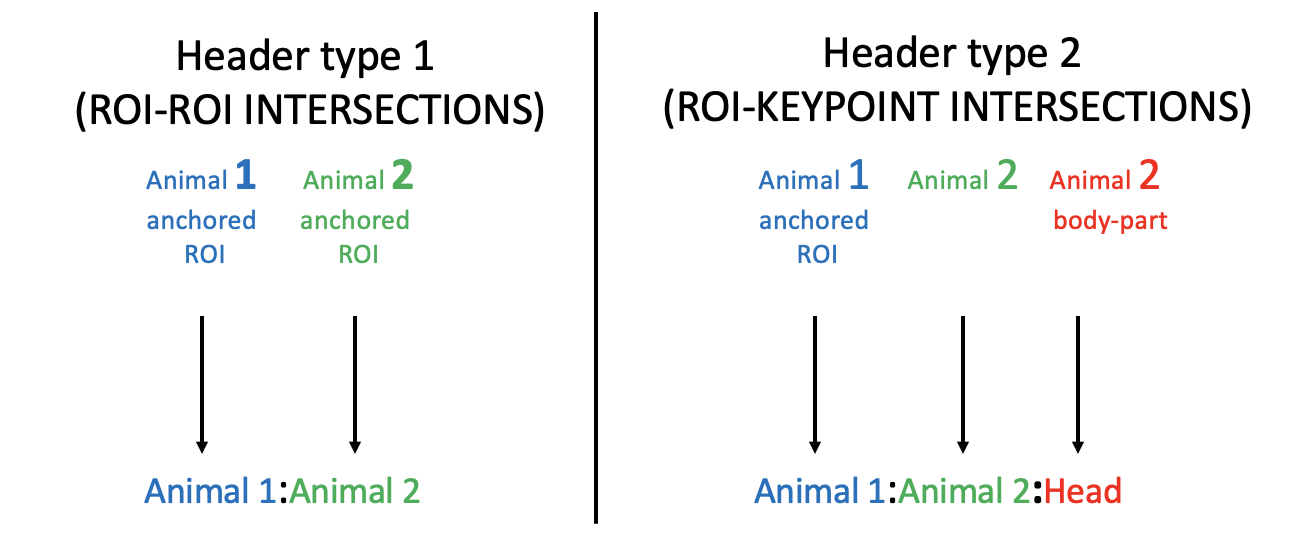 Header type 1
(ROI-ROI INTERSECTIONS)
Animal 1 Animal 2
anchored anchored
ROI ROI
Animal 1:Animal 2
Header type 2
(ROI-KEYPOINT INTERSECTIONS)
Animal 1 Animal 2 Animal 2
anchored body-part
ROI
Animal 1:Animal 2:Head